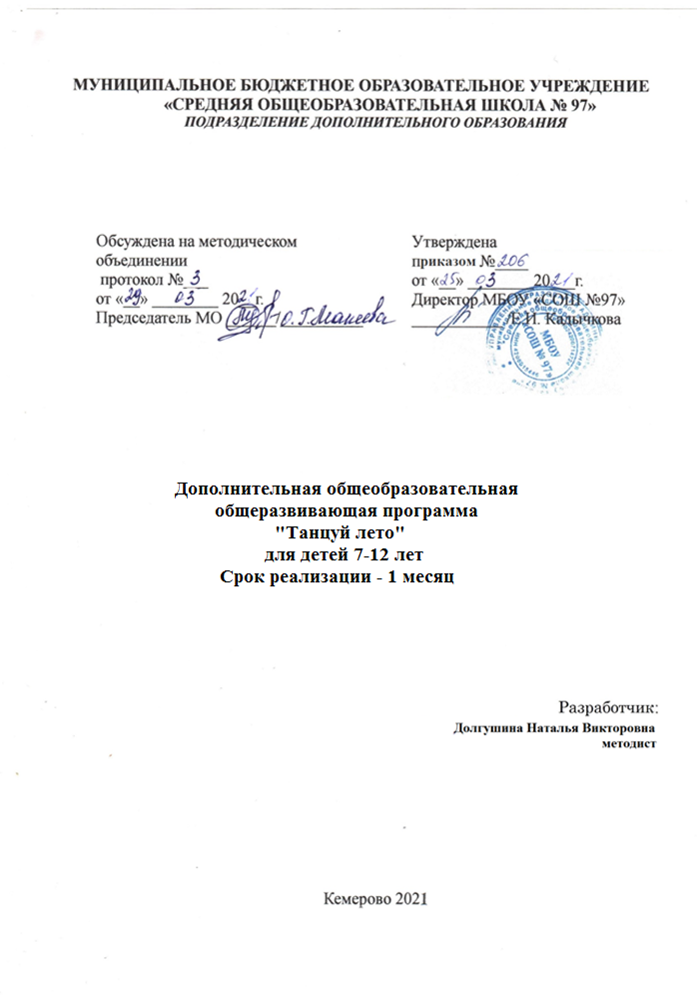 МУНИЦИПАЛЬНОЕ БЮДЖЕТНОЕ ОБРАЗОВАТЕЛЬНОЕ УЧРЕЖДЕНИЕ
«СРЕДНЯЯ ОБЩЕОБРАЗОВАТЕЛЬНАЯ ШКОЛА № 97»
ПОДРАЗДЕЛЕНИЕ ДОПОЛНИТЕЛЬНОГО ОБРАЗОВАНИЯ
Обсуждена на методическом
объединении
протокол № 3
от «29» 03 2021 г.
Председатель МО Ю.Г. Макеева
Утверждена
приказом № 206
от «25» 03 2021 г.
Директор МБОУ «СОШ №97»
Е.И. Кадычкова
МБОУ
«СОШ № 97»
Дополнительная общеобразовательная
общеразвивающая программа
"Танцуй лето"
для детей 7-12 лет
Срок реализации - 1 месяц
Разработчик:
Долгушина Наталья Викторовна
методист
Кемерово 2021